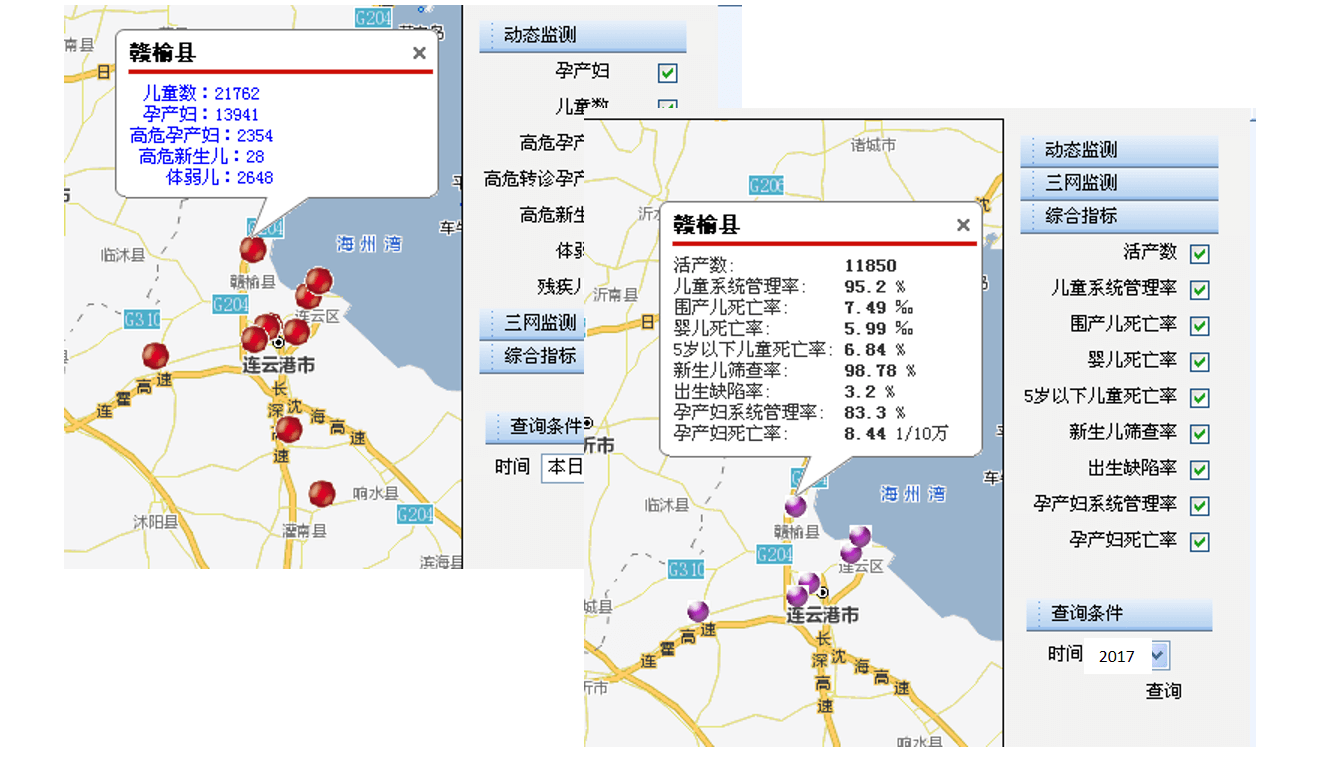 G204
南县
日
赣榆县
儿童数：21762
孕产妇：13941
高危孕产妇：2354
高危新生儿：28
体弱儿：2648
G204
海州湾
临沭县
赣榆县
G204
连云区
G310
连云港市
连霍高速
长深高速
沈海高速
响水县
沭阳县
G204
灌南县
滨海县
车牛
动态监测
孕产妇
儿童数
高危孕产
高危转诊孕产
高危新生
体弱
残疾儿
三网监测
综合指标
查询条件
时间 本日
诸城市
G206
沂水
沈
赣榆县
活产数： 11850
儿童系统管理率： 95.2 %
围产儿死亡率： 7.49 ‰
婴儿死亡率： 5.99 ‰
5岁以下儿童死亡率： 6.84 %
新生儿筛查率： 98.78 %
出生缺陷率： 3.2 %
孕产妇系统管理率： 83.3 %
孕产妇死亡率： 8.44 1/10万
沂南县
日
沂市
海州湾
车牛
临沭县
赣榆县
G204
连云区
G310
城县
连云港市
连霍高速
长深高速
沈海高速
沂市
响水县
动态监测
三网监测
综合指标
活产数
儿童系统管理率
围产儿死亡率
婴儿死亡率
5岁以下儿童死亡率
新生儿筛查率
出生缺陷率
孕产妇系统管理率
孕产妇死亡率
查询条件
时间 2017
查询